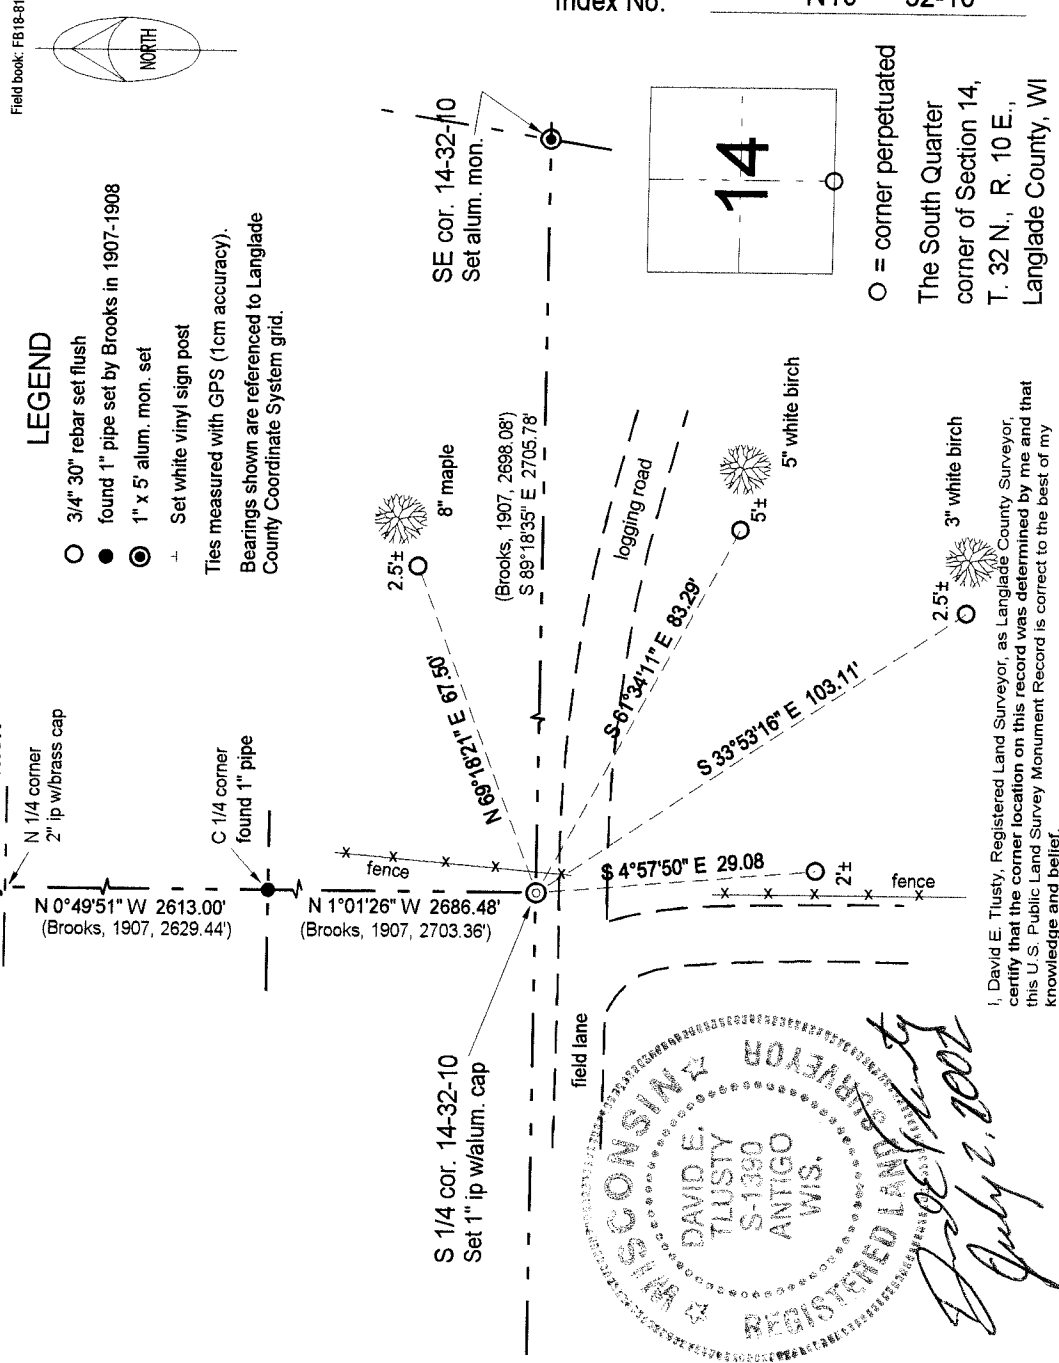 Index No.
Field book: FB18-81
NORTH
LEGEND
3/4" 30" rebar set flush
found 1" pipe set by Brooks in 1907-1908
1" x 5' alum. mon. set
Set white vinyl sign post
Ties measured with GPS (1cm accuracy).
Bearings shown are referenced to Langlade
County Coordinate System grid.
SE cor. 14-32-10
Set alum. mon.
14
O = corner perpetuated
The South Quarter
corner of Section 14,
T. 32 N., R. 10 E.,
Langlade County, WI
N 1/4 corner
2" ip w/brass cap
C 1/4 corner
found 1" pipe
N 0°49'51" W 2613.00'
(Brooks, 1907, 2629.44')
N 1°01'26" W 2686.48'
(Brooks, 1907, 2703.36')
fence
2.5'±
8" maple
N 69°18'21" E 67.50'
(Brooks, 1907, 2698.08')
S 89°18'35" E 2705.78'
logging road
S 61°34'11" E 83.29'
5'±
5" white birch
S 33°53'16" E 103.11'
2.5'±
3" white birch
S 4°57'50" E 29.08
2'±
fence
S 1/4 cor. 14-32-10
Set 1" ip w/alum. cap
field lane
WISCONSIN
DAVID E.
TLUSTY
S-1390
ANTIGO
WIS.
REGISTERED LAND SURVEYOR
July 2, 2002
I, David E. Tlusty, Registered Land Surveyor, as Langlade County Surveyor,
certify that the corner location on this record was determined by me and that
this U.S. Public Land Survey Monument Record is correct to the best of my
knowledge and belief.